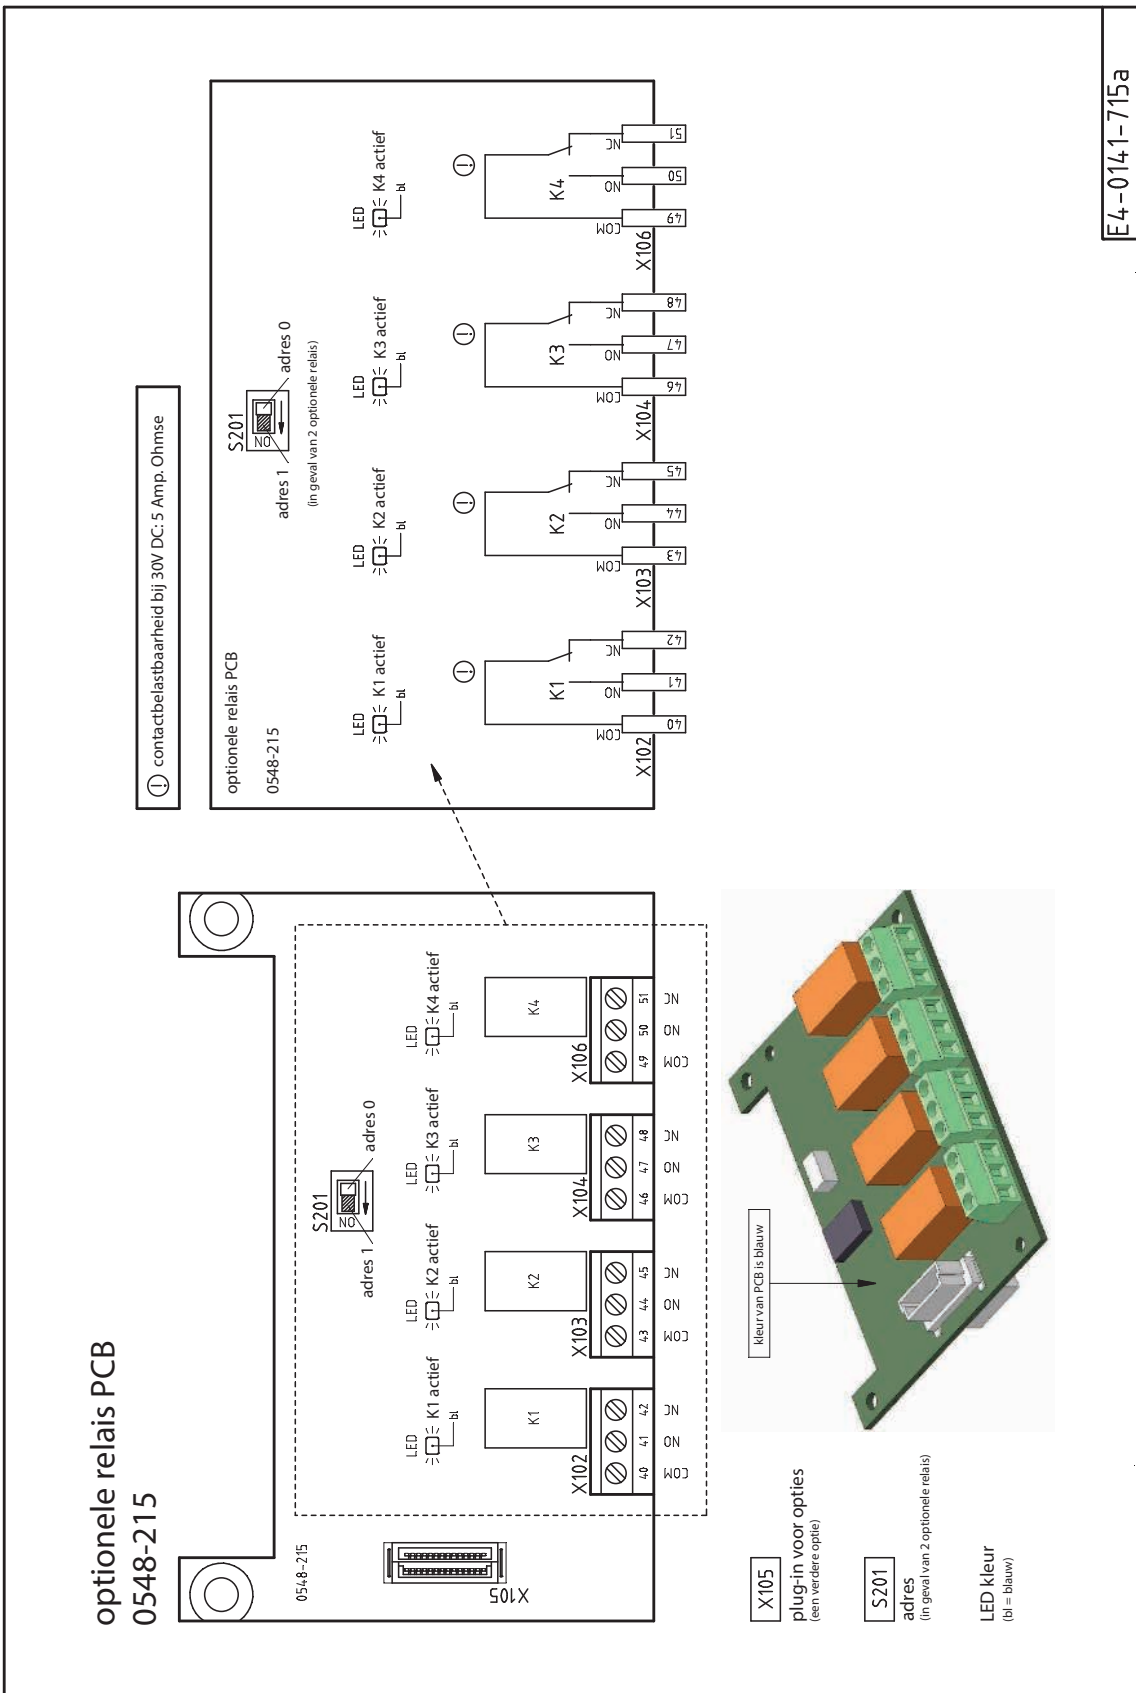 optionele relais PCB
0548-215
0548-215
X105
S201
ON
adres 1
adres 0
LED
K1 actief
bl
LED
K2 actief
bl
LED
K3 actief
bl
LED
K4 actief
bl
K1
K2
K3
K4
X102
X103
X104
X106
40 41 42
43 44 45
46 47 48
49 50 51
COM NO NC
COM NO NC
COM NO NC
COM NO NC
! contactbelastbaarheid bij 30V DC: 5 Amp. Ohmse
optionele relais PCB
0548-215
S201
ON
adres 1
adres 0
(in geval van 2 optionele relais)
LED
K1 actief
bl
LED
K2 actief
bl
LED
K3 actief
bl
LED
K4 actief
bl
!
!
!
!
K1
K2
K3
K4
COM NO NC
COM NO NC
COM NO NC
COM NO NC
X102
X103
X104
X106
40 41 42
43 44 45
46 47 48
49 50 51
X105
plug-in voor opties
(een verdere optie)
S201
adres
(in geval van 2 optionele relais)
LED kleur
(bl = blauw)
kleur van PCB is blauw
E4-0141-715a